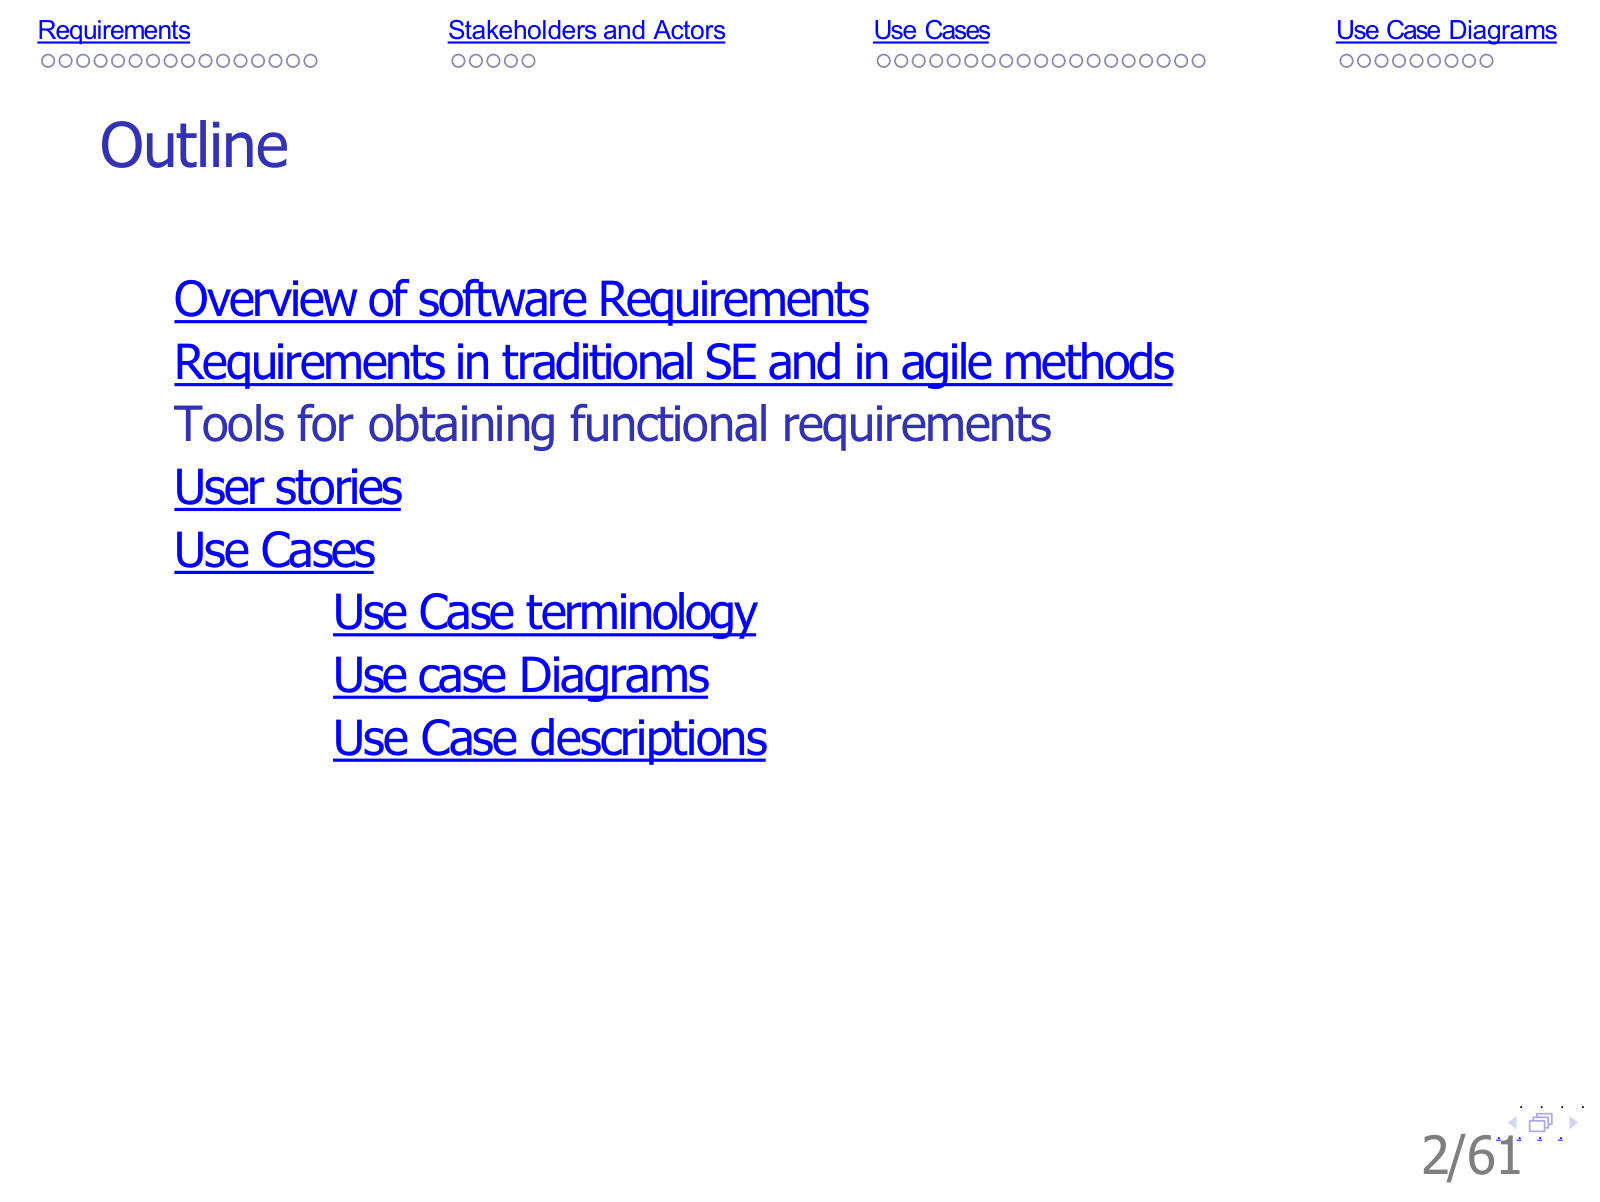 Requirements Stakeholders and Actors Use Cases Use Case Diagrams
Outline
Overview of software Requirements
Requirements in traditional SE and in agile methods
Tools for obtaining functional requirements
User stories
Use Cases
Use Case terminology
Use case Diagrams
Use Case descriptions
2/61